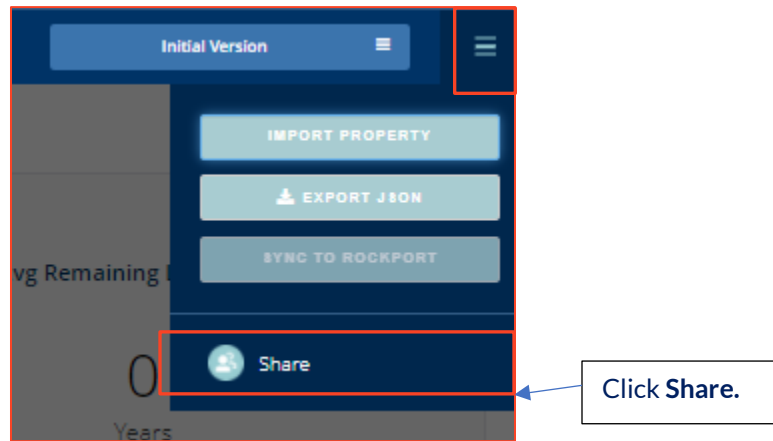 Initial Version
IMPORT PROPERTY
EXPORT JSON
SYNC TO ROCKPORT
vg Remaining
0
Share
Years
Click Share.